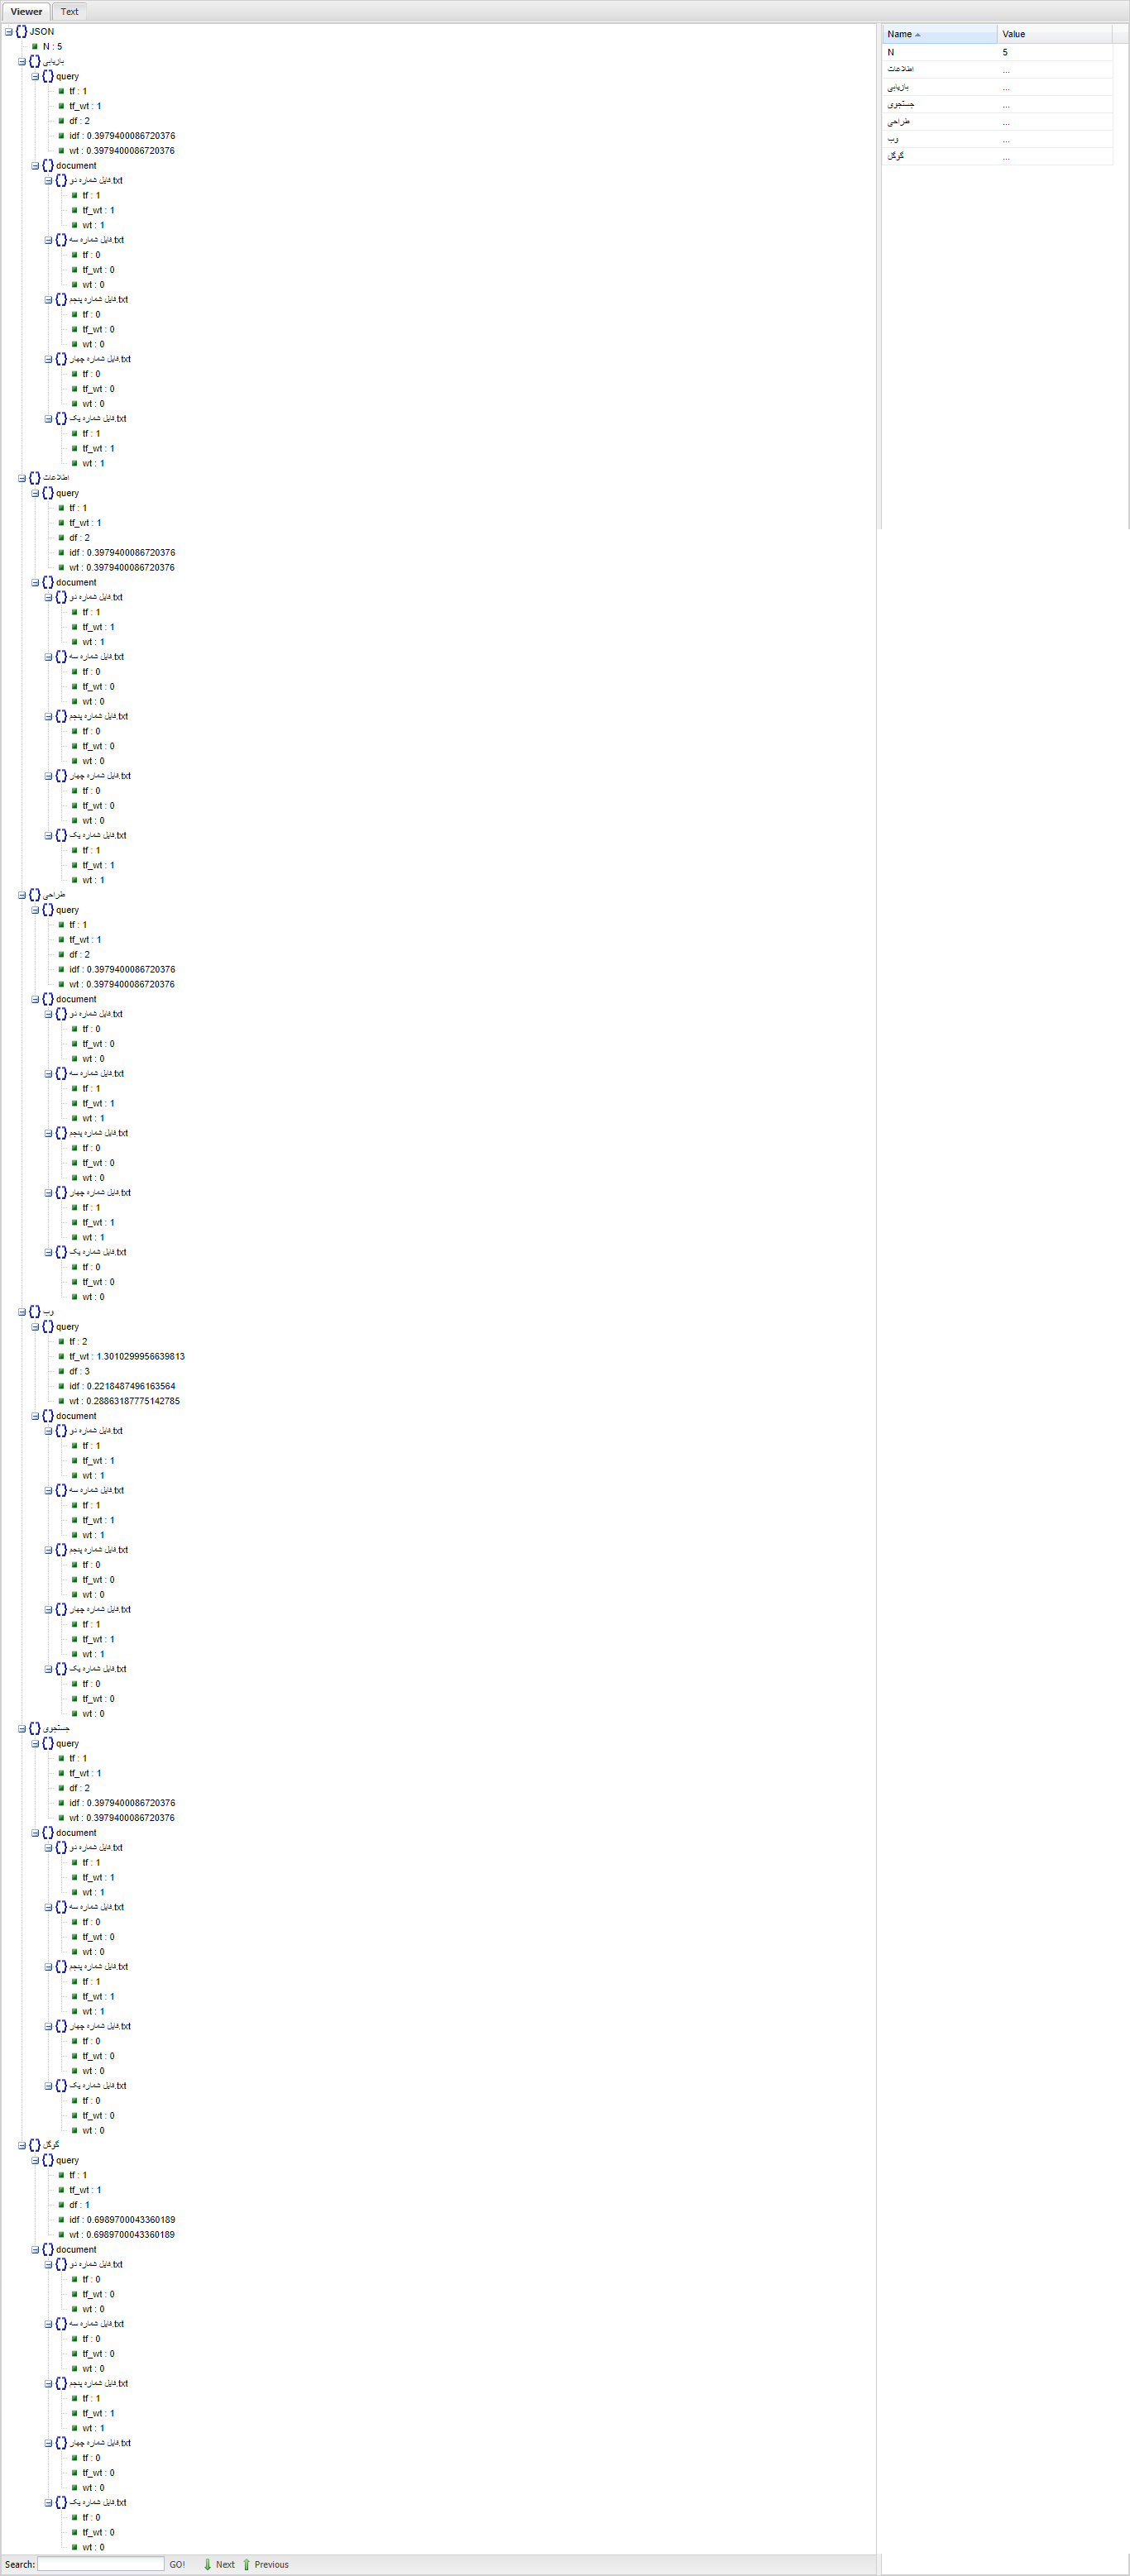 Viewer Text
JSON
N : 5
بازیابی
query
tf : 1
tf_wt : 1
df : 2
idf : 0.3979400086720376
wt : 0.3979400086720376
document
فایل شماره دو.txt
tf : 1
tf_wt : 1
wt : 1
فایل شماره سه.txt
tf : 0
tf_wt : 0
wt : 0
فایل شماره پنجم.txt
tf : 0
tf_wt : 0
wt : 0
فایل شماره چهار.txt
tf : 0
tf_wt : 0
wt : 0
فایل شماره یک.txt
tf : 1
tf_wt : 1
wt : 1
اطلاعات
query
tf : 1
tf_wt : 1
df : 2
idf : 0.3979400086720376
wt : 0.3979400086720376
document
فایل شماره دو.txt
tf : 1
tf_wt : 1
wt : 1
فایل شماره سه.txt
tf : 0
tf_wt : 0
wt : 0
فایل شماره پنجم.txt
tf : 0
tf_wt : 0
wt : 0
فایل شماره چهار.txt
tf : 0
tf_wt : 0
wt : 0
فایل شماره یک.txt
tf : 1
tf_wt : 1
wt : 1
طراحی
query
tf : 1
tf_wt : 1
df : 2
idf : 0.3979400086720376
wt : 0.3979400086720376
document
فایل شماره دو.txt
tf : 0
tf_wt : 0
wt : 0
فایل شماره سه.txt
tf : 1
tf_wt : 1
wt : 1
فایل شماره پنجم.txt
tf : 0
tf_wt : 0
wt : 0
فایل شماره چهار.txt
tf : 1
tf_wt : 1
wt : 1
فایل شماره یک.txt
tf : 0
tf_wt : 0
wt : 0
وب
query
tf : 2
tf_wt : 1.3010299956639813
df : 3
idf : 0.2218487496163564
wt : 0.28863187775142785
document
فایل شماره دو.txt
tf : 1
tf_wt : 1
wt : 1
فایل شماره سه.txt
tf : 1
tf_wt : 1
wt : 1
فایل شماره پنجم.txt
tf : 0
tf_wt : 0
wt : 0
فایل شماره چهار.txt
tf : 1
tf_wt : 1
wt : 1
فایل شماره یک.txt
tf : 0
tf_wt : 0
wt : 0
جستجوی
query
tf : 1
tf_wt : 1
df : 2
idf : 0.3979400086720376
wt : 0.3979400086720376
document
فایل شماره دو.txt
tf : 1
tf_wt : 1
wt : 1
فایل شماره سه.txt
tf : 0
tf_wt : 0
wt : 0
فایل شماره پنجم.txt
tf : 1
tf_wt : 1
wt : 1
فایل شماره چهار.txt
tf : 0
tf_wt : 0
wt : 0
فایل شماره یک.txt
tf : 0
tf_wt : 0
wt : 0
گوگل
query
tf : 1
tf_wt : 1
df : 1
idf : 0.6989700043360189
wt : 0.6989700043360189
document
فایل شماره دو.txt
tf : 0
tf_wt : 0
wt : 0
فایل شماره سه.txt
tf : 0
tf_wt : 0
wt : 0
فایل شماره پنجم.txt
tf : 1
tf_wt : 1
wt : 1
فایل شماره چهار.txt
tf : 0
tf_wt : 0
wt : 0
فایل شماره یک.txt
tf : 0
tf_wt : 0
wt : 0
Search: GO! Next Previous
Name Value
N 5
اطلاعات ...
بازیابی ...
جستجوی ...
طراحی ...
وب ...
گوگل ...